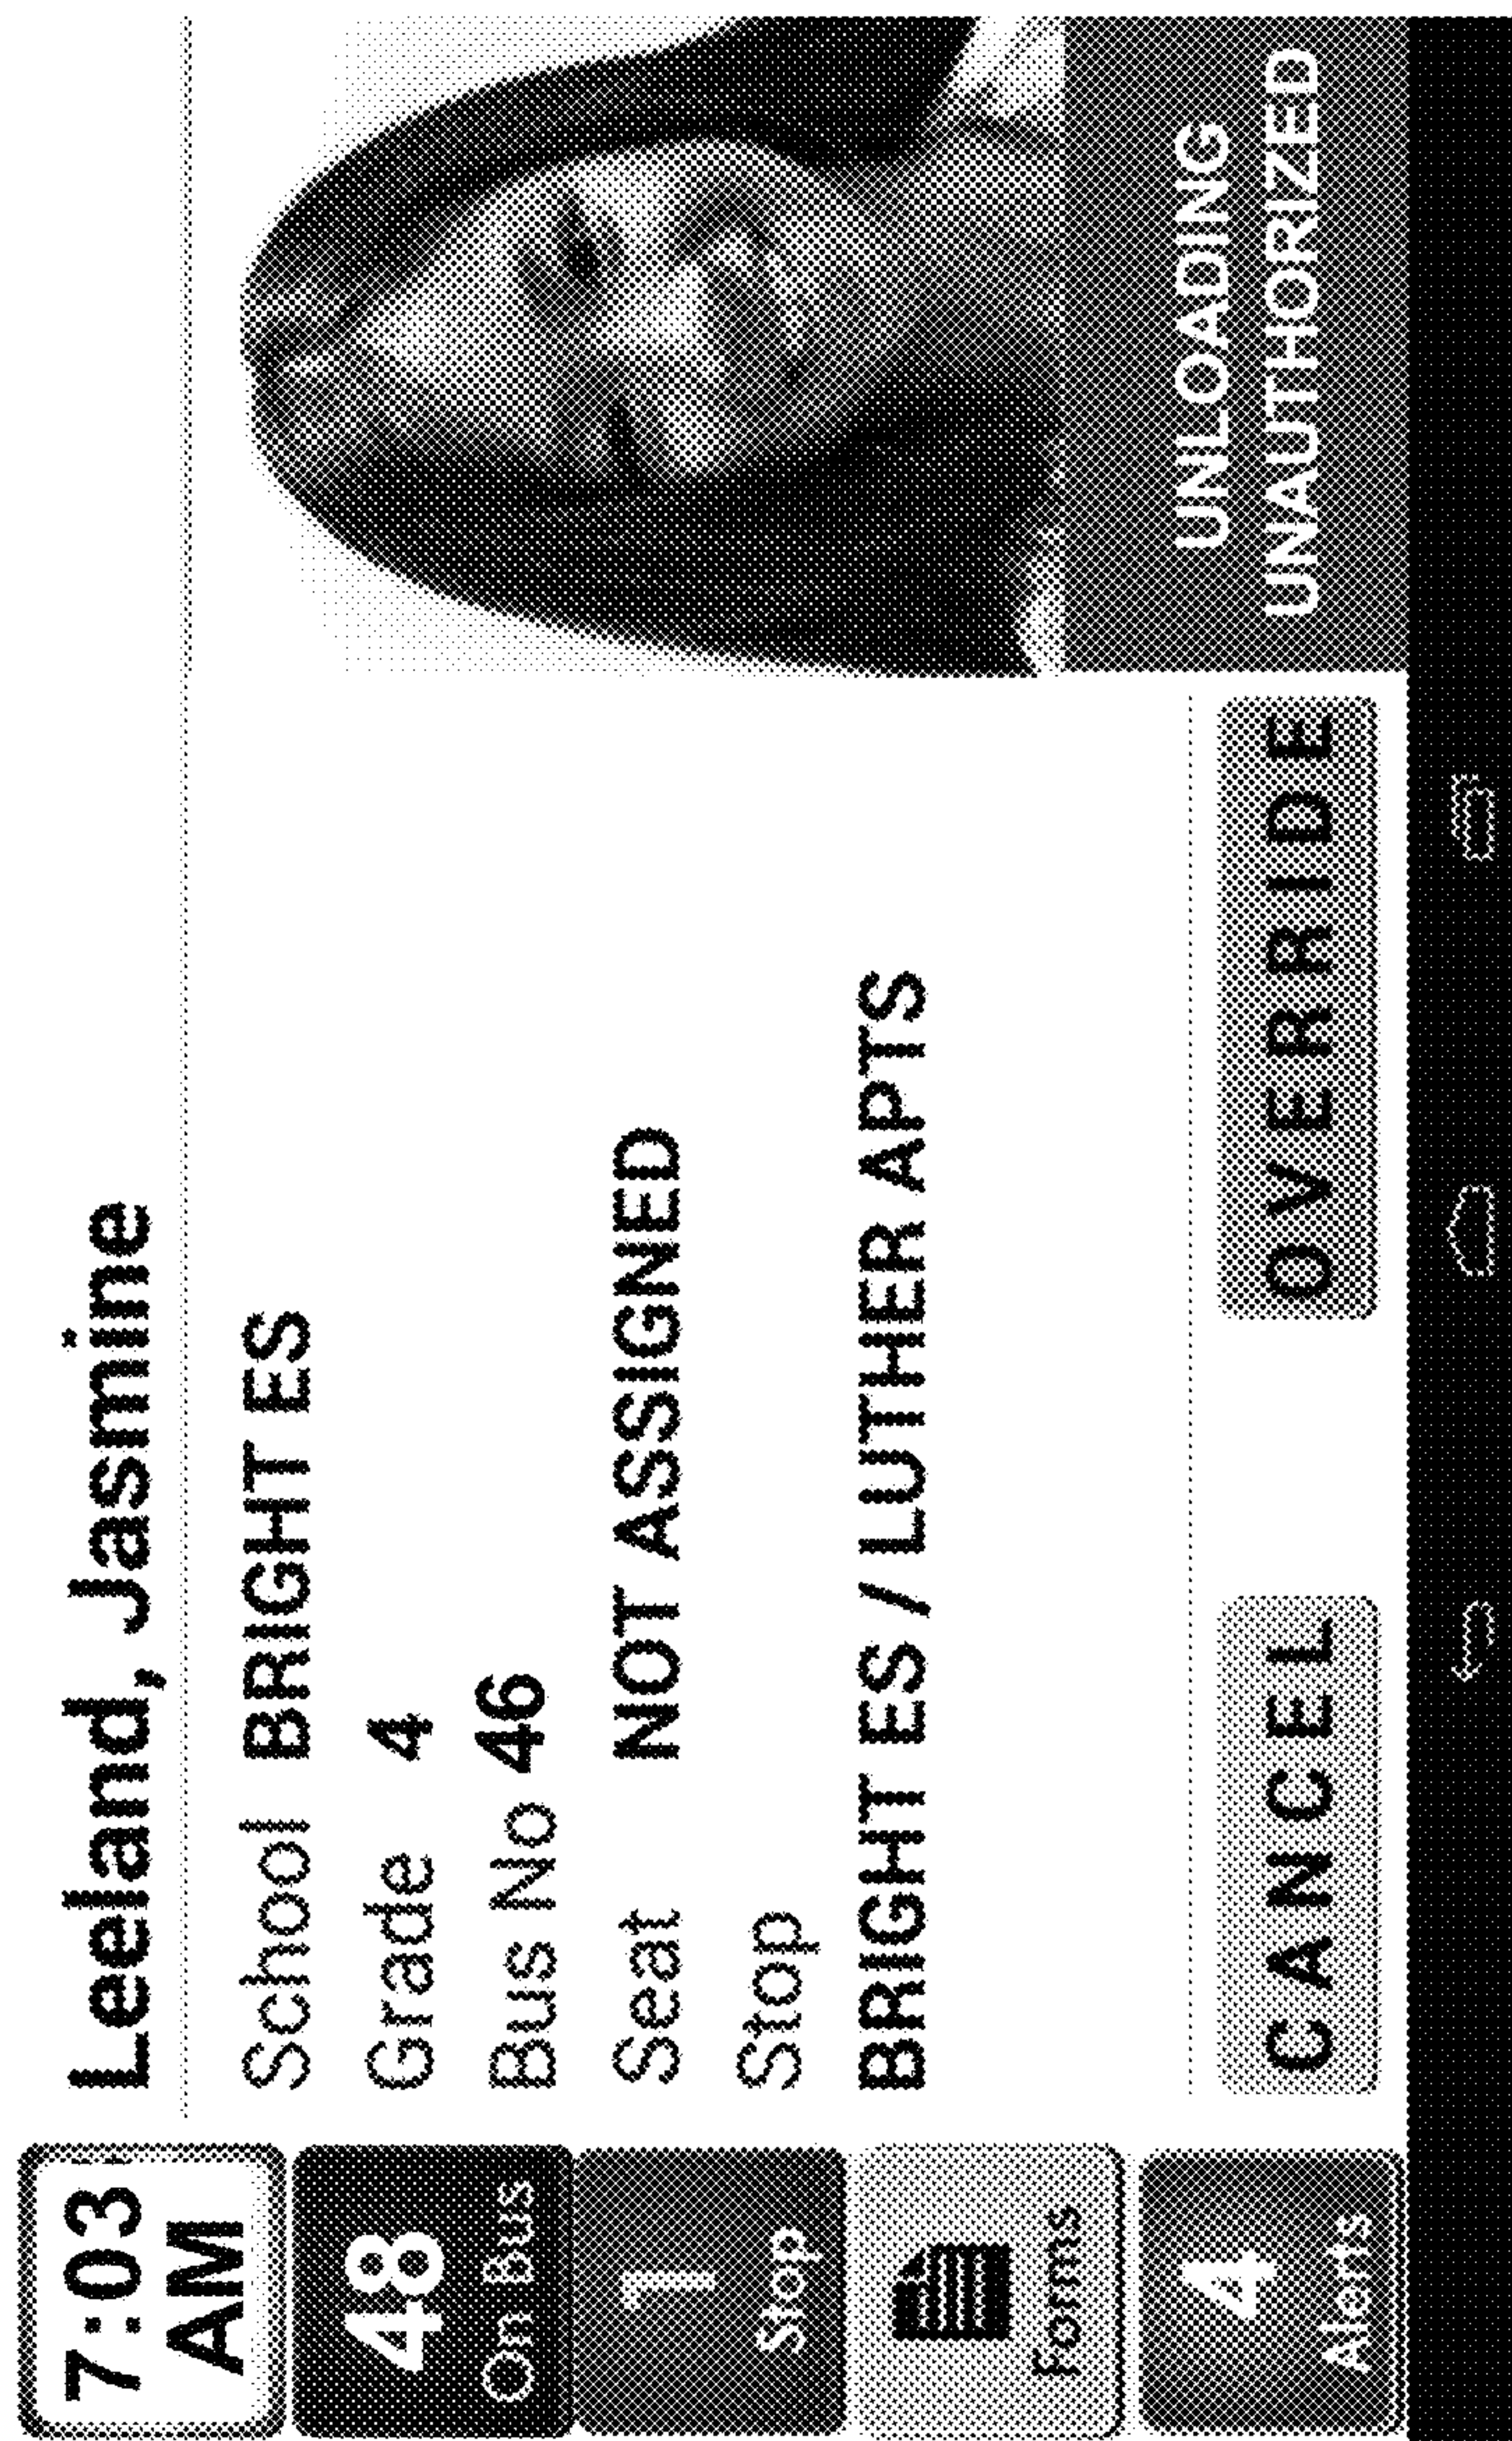 7:03
AM
48
On Bus
1
Stop
Forms
4
Alerts
Leeland, Jasmine
School BRIGHT ES
Grade 4
Bus No 46
Seat NOT ASSIGNED
Stop
BRIGHT ES / LUTHER APTS
CANCEL
OVERRIDE
UNLOADING
UNAUTHORIZED